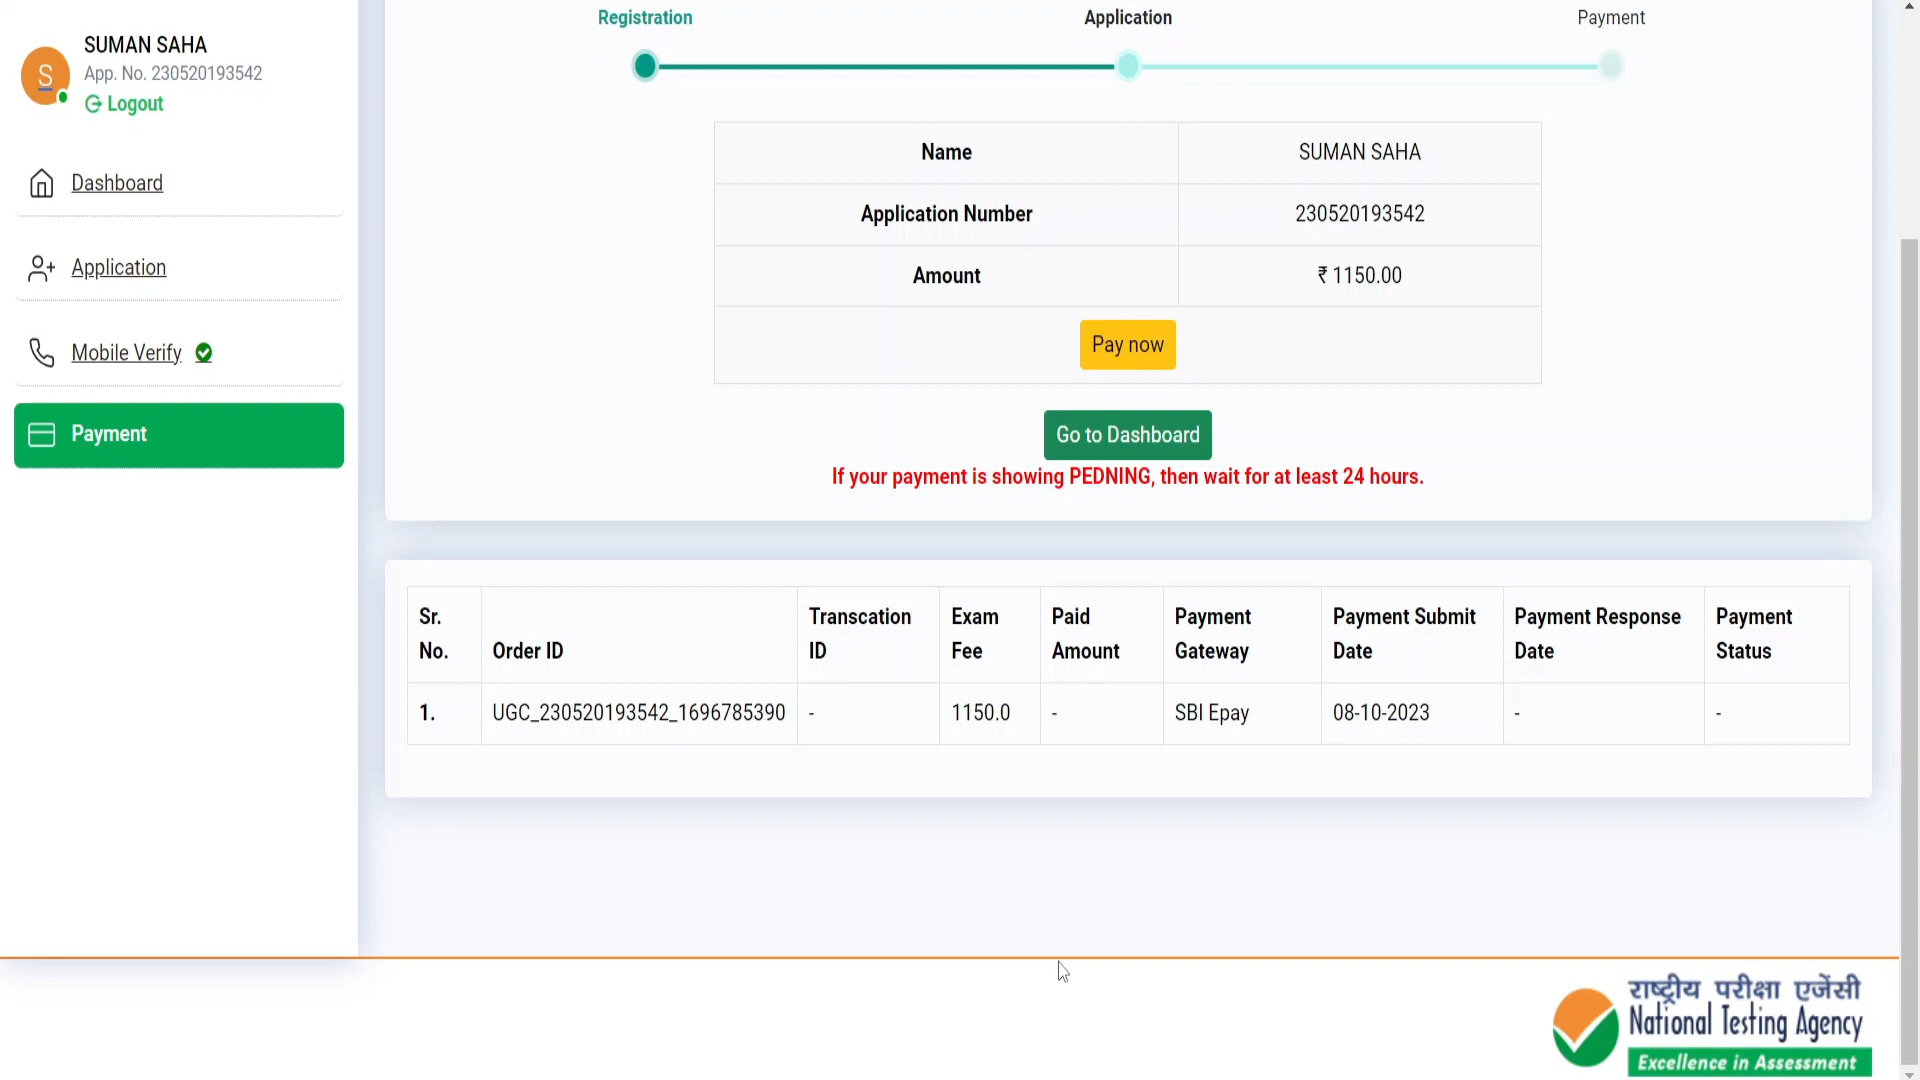 SUMAN SAHA
App. No. 230520193542
Logout
S
Dashboard
Application
Mobile Verify
Payment
Registration
Application
Payment
Name
SUMAN SAHA
Application Number
230520193542
Amount
₹ 1150.00
Pay now
Go to Dashboard
If your payment is showing PEDNING, then wait for at least 24 hours.
Sr. No.
Order ID
Transcation ID
Exam Fee
Paid Amount
Payment Gateway
Payment Submit Date
Payment Response Date
Payment Status
1.
UGC_230520193542_1696785390
-
1150.0
-
SBI Epay
08-10-2023
-
-
राष्ट्रीय परीक्षा एजेंसी
National Testing Agency
Excellence in Assessment